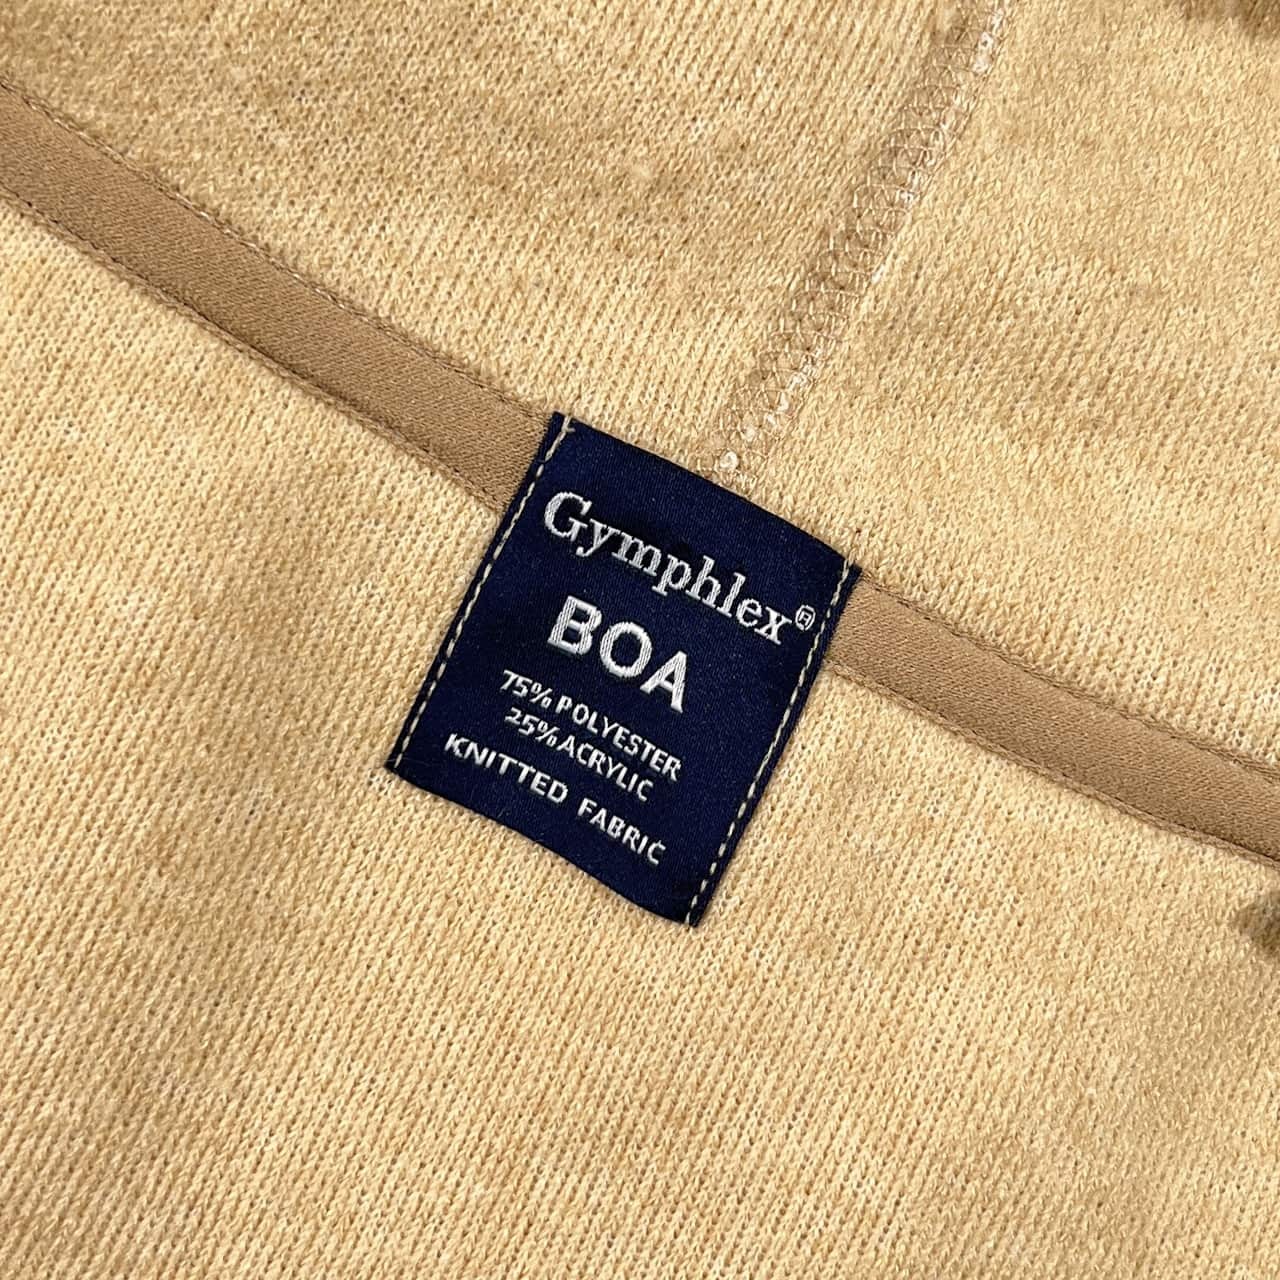 Gymphlex®
BOA
75% POLYESTER
25% ACRYLIC
KNITTED FABRIC